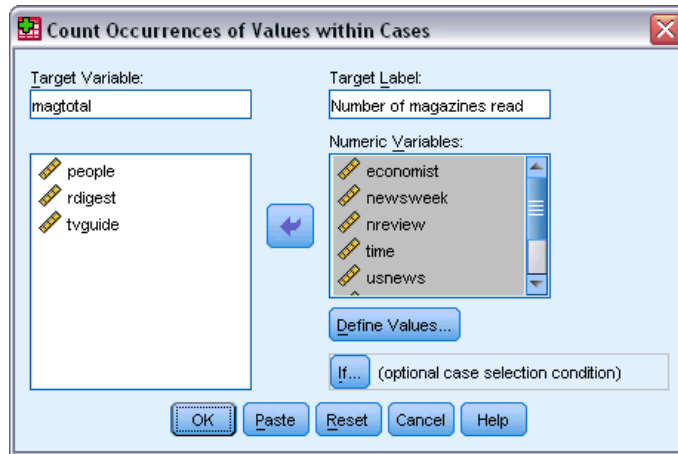 Count Occurrences of Values within Cases
Target Variable:
Target Label:
magtotal
Number of magazines read
Numeric Variables:
people
rdigest
tvguide
economist
newsweek
nreview
time
usnews
Define Values...
If... (optional case selection condition)
OK Paste Reset Cancel Help